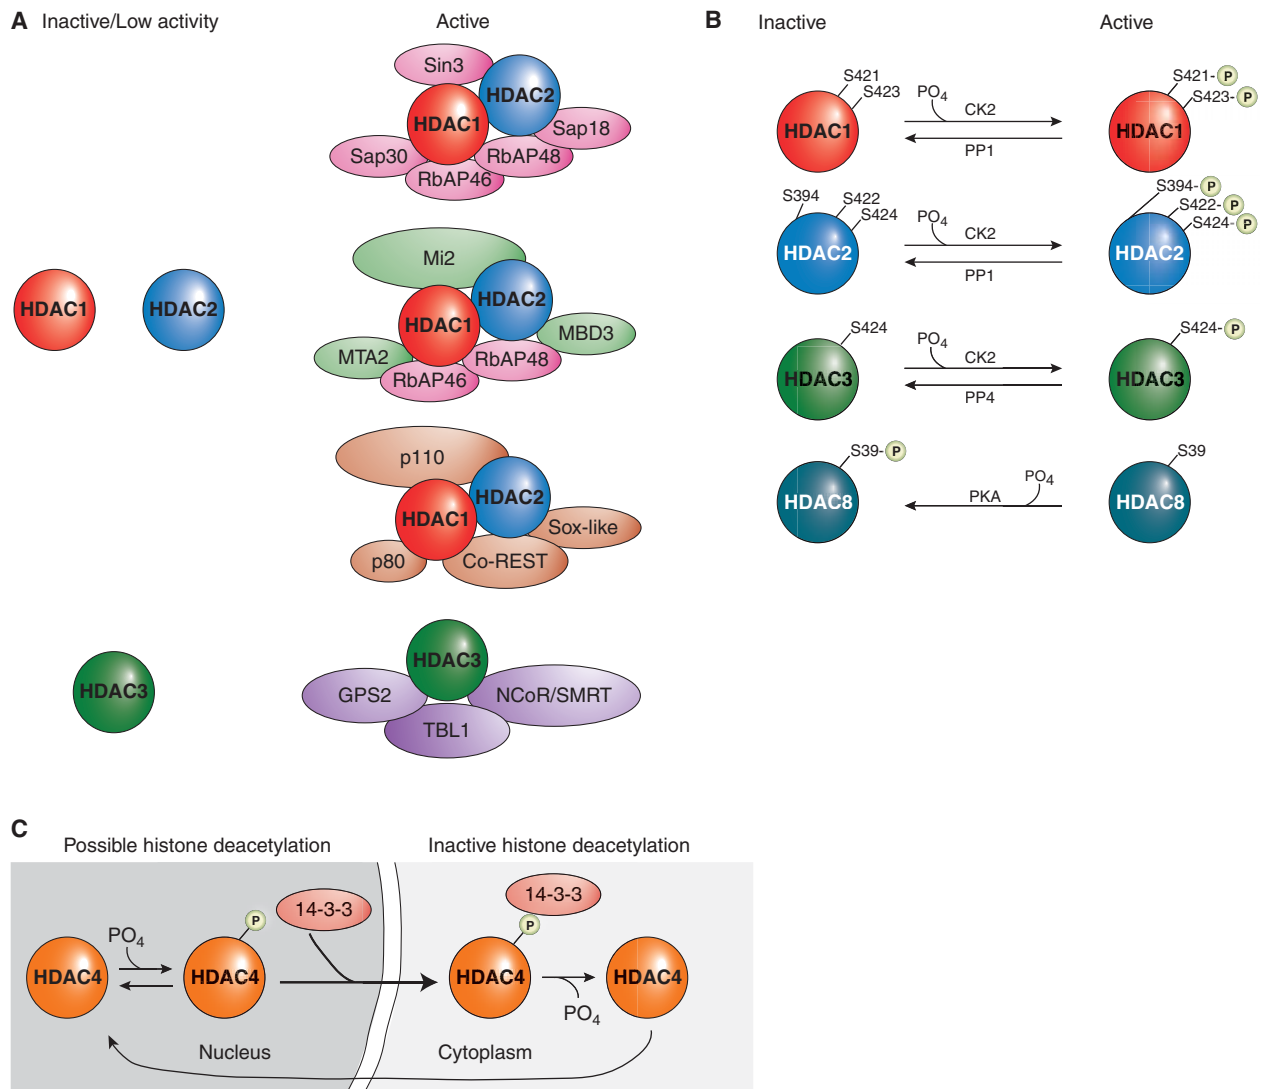 A Inactive/Low activity Active
Sin3
HDAC2
HDAC1
Sap18
Sap30
RbAP48
RbAP46
Mi2
HDAC1 HDAC2
HDAC2
HDAC1
MBD3
MTA2
RbAP48
RbAP46
p110
HDAC2
HDAC1
Sox-like
p80
Co-REST
HDAC3
HDAC3
GPS2
NCoR/SMRT
TBL1
B Inactive Active
S421
S423
HDAC1
PO4
CK2
PP1
S421-P
S423-P
HDAC1
S394
S422
S424
HDAC2
PO4
CK2
PP1
S394-P
S422-P
S424-P
HDAC2
S424
HDAC3
PO4
CK2
PP4
S424-P
HDAC3
S39-P
HDAC8
PKA
PO4
S39
HDAC8
C
Possible histone deacetylation Inactive histone deacetylation
14-3-3
14-3-3
P
P
PO4
HDAC4
HDAC4
HDAC4
HDAC4
PO4
Nucleus Cytoplasm